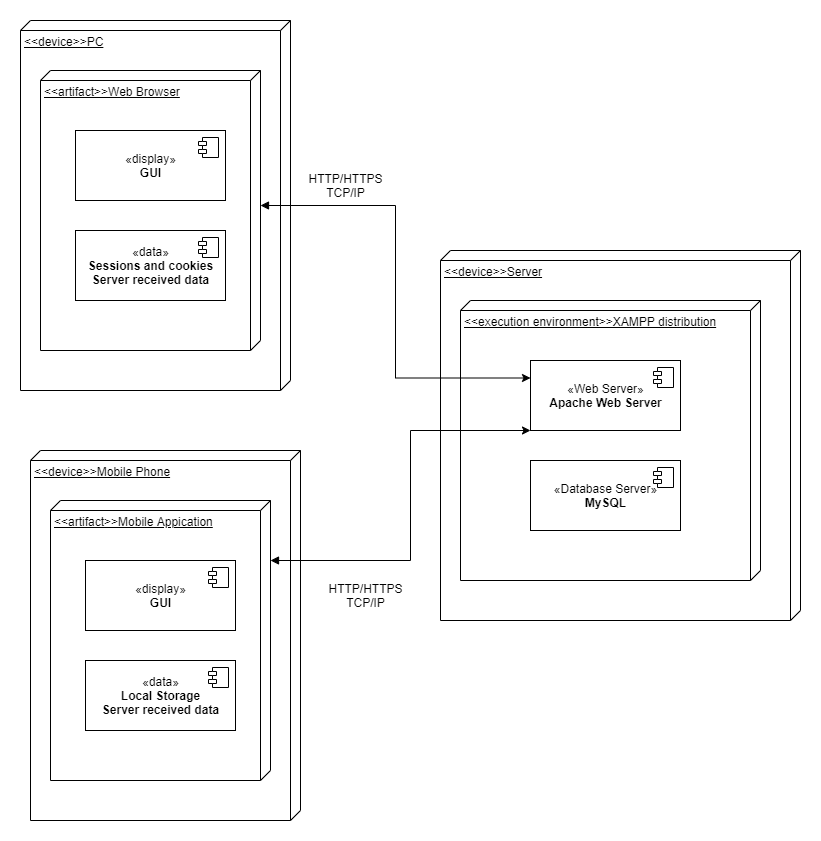 <<device>>PC
<<artifact>>Web Browser
«display»
GUI
«data»
Sessions and cookies
Server received data
HTTP/HTTPS
TCP/IP
<<device>>Server
<<execution environment>>XAMPP distribution
«Web Server»
Apache Web Server
«Database Server»
MySQL
<<device>>Mobile Phone
<<artifact>>Mobile Appication
«display»
GUI
«data»
Local Storage
Server received data
HTTP/HTTPS
TCP/IP